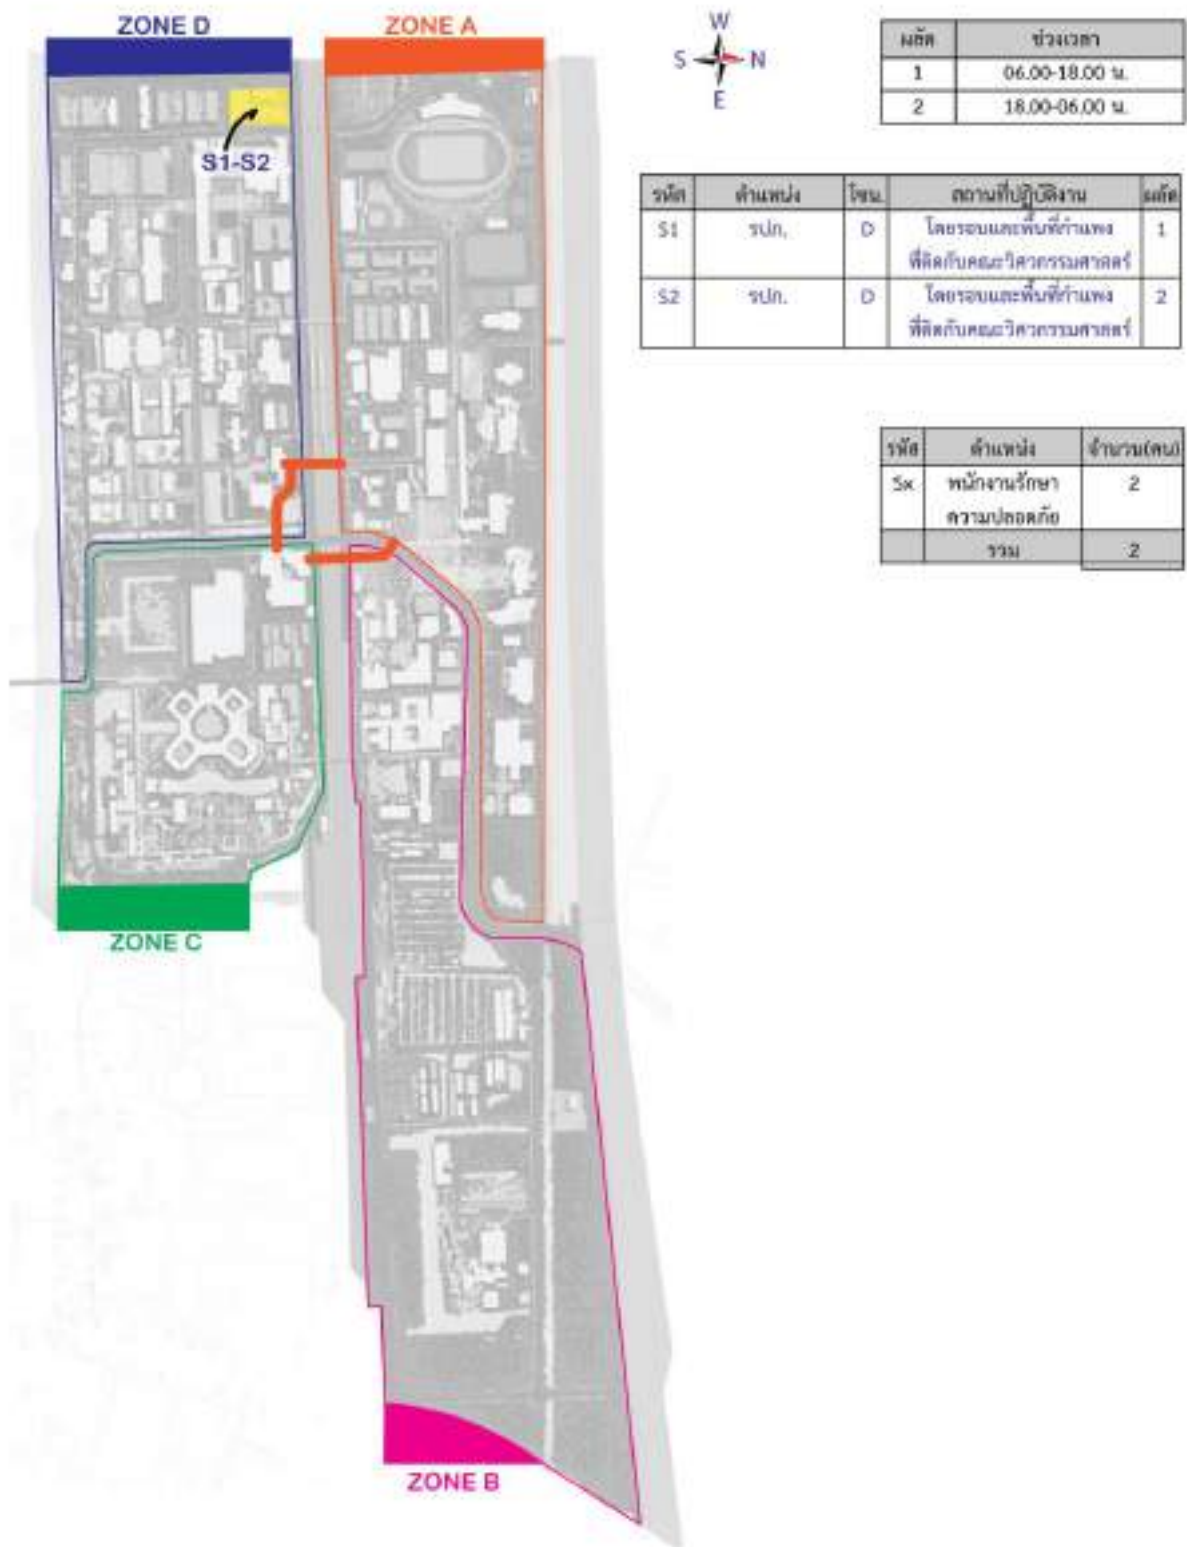 ZONE D
ZONE A
W
S N
E
ผลัด ช่วงเวลา
1 06.00-18.00 น.
2 18.00-06.00 น.
S1-S2
รหัส ตำแหน่ง โซน. สถานที่ปฏิบัติงาน ผลัด
S1 รปภ. D โดยรอบและพื้นที่กำแพง 1
ที่ติดกับคณะวิศวกรรมศาสตร์
S2 รปภ. D โดยรอบและพื้นที่กำแพง 2
ที่ติดกับคณะวิศวกรรมศาสตร์
รหัส ตำแหน่ง จำนวน(คน)
Sx พนักงานรักษา 2
ความปลอดภัย
รวม 2
ZONE C
ZONE B